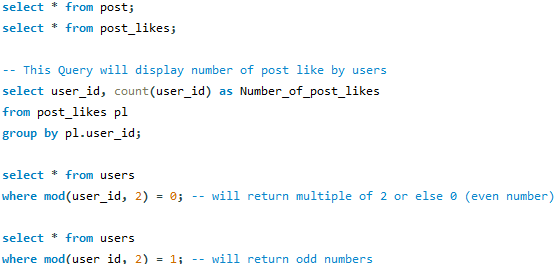 select * from post;
select * from post_likes;
-- This Query will display number of post like by users
select user_id, count(user_id) as Number_of_post_likes
from post_likes pl
group by pl.user_id;
select * from users
where mod(user_id, 2) = 0; -- will return multiple of 2 or else 0 (even number)
select * from users
where mod(user_id, 2) = 1; -- will return odd numbers